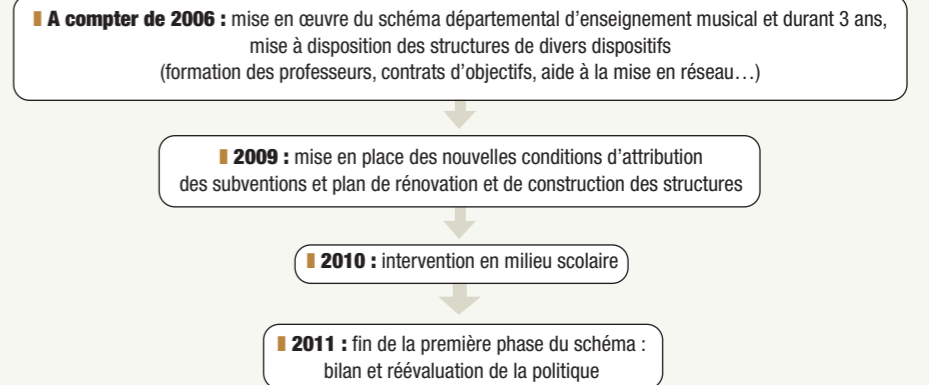 A compter de 2006 : mise en œuvre du schéma départemental d’enseignement musical et durant 3 ans,
mise à disposition des structures de divers dispositifs
(formation des professeurs, contrats d’objectifs, aide à la mise en réseau…)
2009 : mise en place des nouvelles conditions d’attribution
des subventions et plan de rénovation et de construction des structures
2010 : intervention en milieu scolaire
2011 : fin de la première phase du schéma :
bilan et réévaluation de la politique